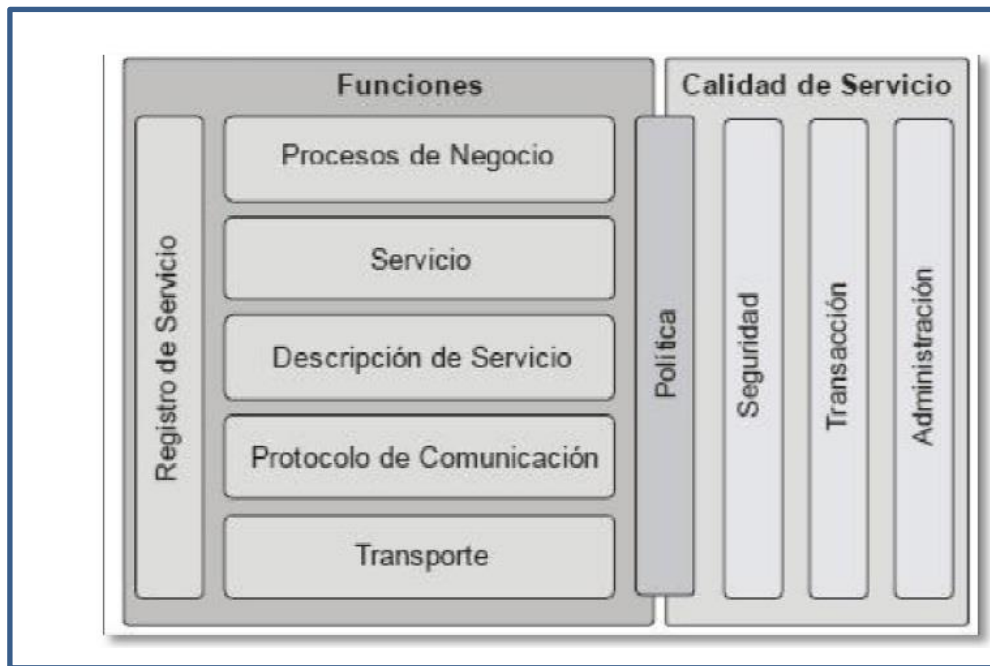 Funciones
Registro de Servicio
Procesos de Negocio
Servicio
Descripción de Servicio
Protocolo de Comunicación
Transporte
Política
Calidad de Servicio
Seguridad
Transacción
Administración